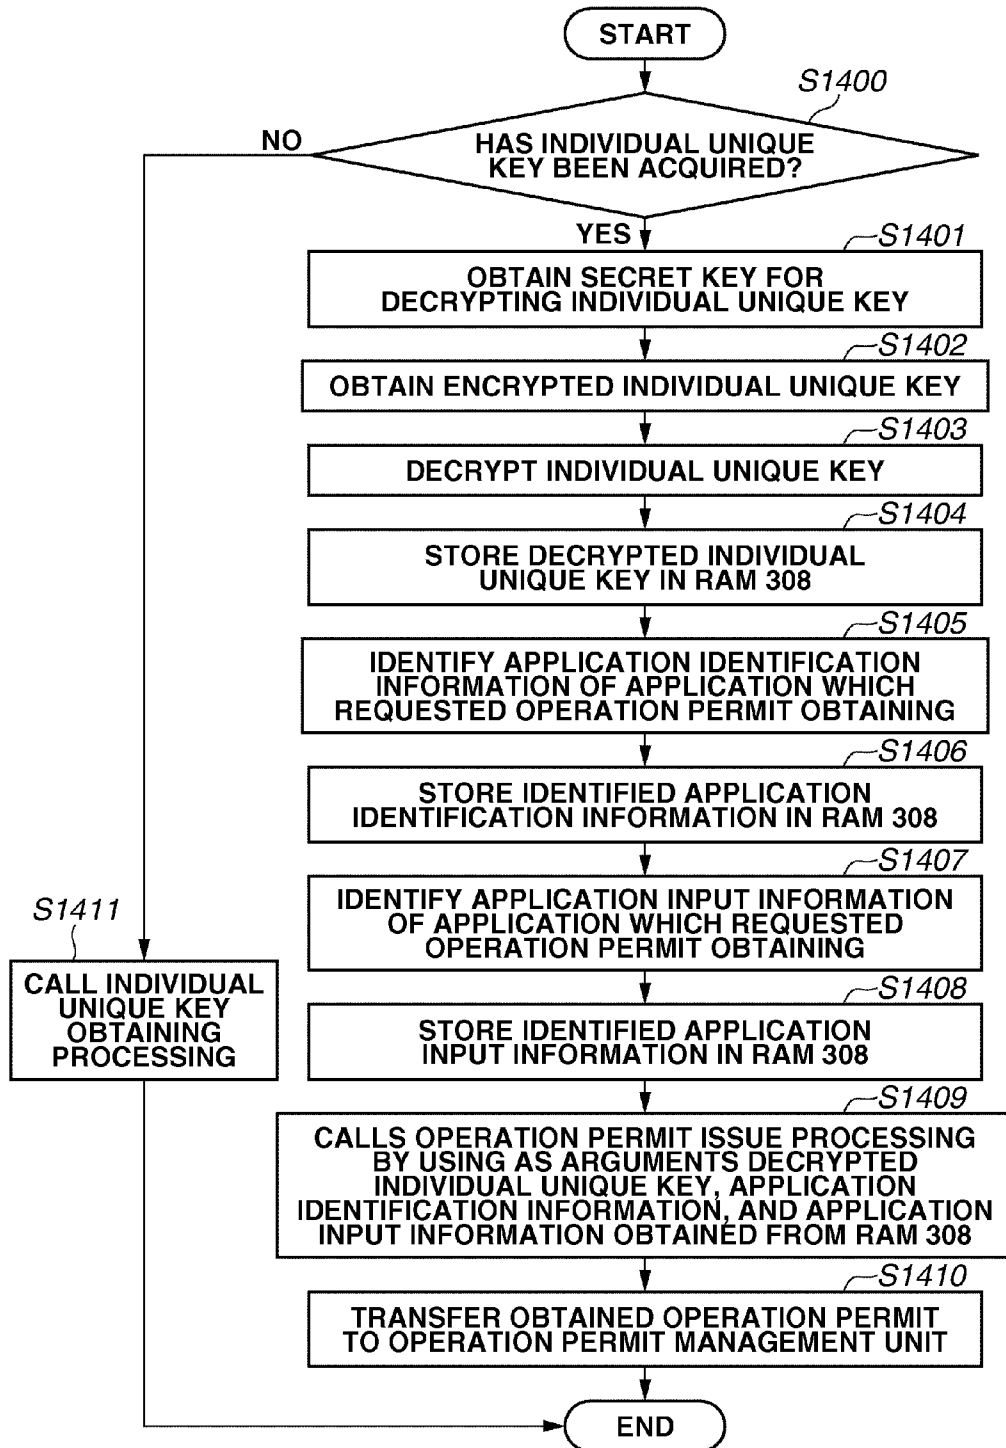 START
S1400
HAS INDIVIDUAL UNIQUE
KEY BEEN ACQUIRED?
NO
YES
S1401
OBTAIN SECRET KEY FOR
DECRYPTING INDIVIDUAL UNIQUE KEY
S1402
OBTAIN ENCRYPTED INDIVIDUAL UNIQUE KEY
S1403
DECRYPT INDIVIDUAL UNIQUE KEY
S1404
STORE DECRYPTED INDIVIDUAL
UNIQUE KEY IN RAM 308
S1405
IDENTIFY APPLICATION IDENTIFICATION
INFORMATION OF APPLICATION WHICH
REQUESTED OPERATION PERMIT OBTAINING
S1406
STORE IDENTIFIED APPLICATION
IDENTIFICATION INFORMATION IN RAM 308
S1407
IDENTIFY APPLICATION INPUT INFORMATION
OF APPLICATION WHICH REQUESTED
OPERATION PERMIT OBTAINING
S1411
CALL INDIVIDUAL
UNIQUE KEY
OBTAINING
PROCESSING
S1408
STORE IDENTIFIED APPLICATION
INPUT INFORMATION IN RAM 308
S1409
CALLS OPERATION PERMIT ISSUE PROCESSING
BY USING AS ARGUMENTS DECRYPTED
INDIVIDUAL UNIQUE KEY, APPLICATION
IDENTIFICATION INFORMATION, AND APPLICATION
INPUT INFORMATION OBTAINED FROM RAM 308
S1410
TRANSFER OBTAINED OPERATION PERMIT
TO OPERATION PERMIT MANAGEMENT UNIT
END